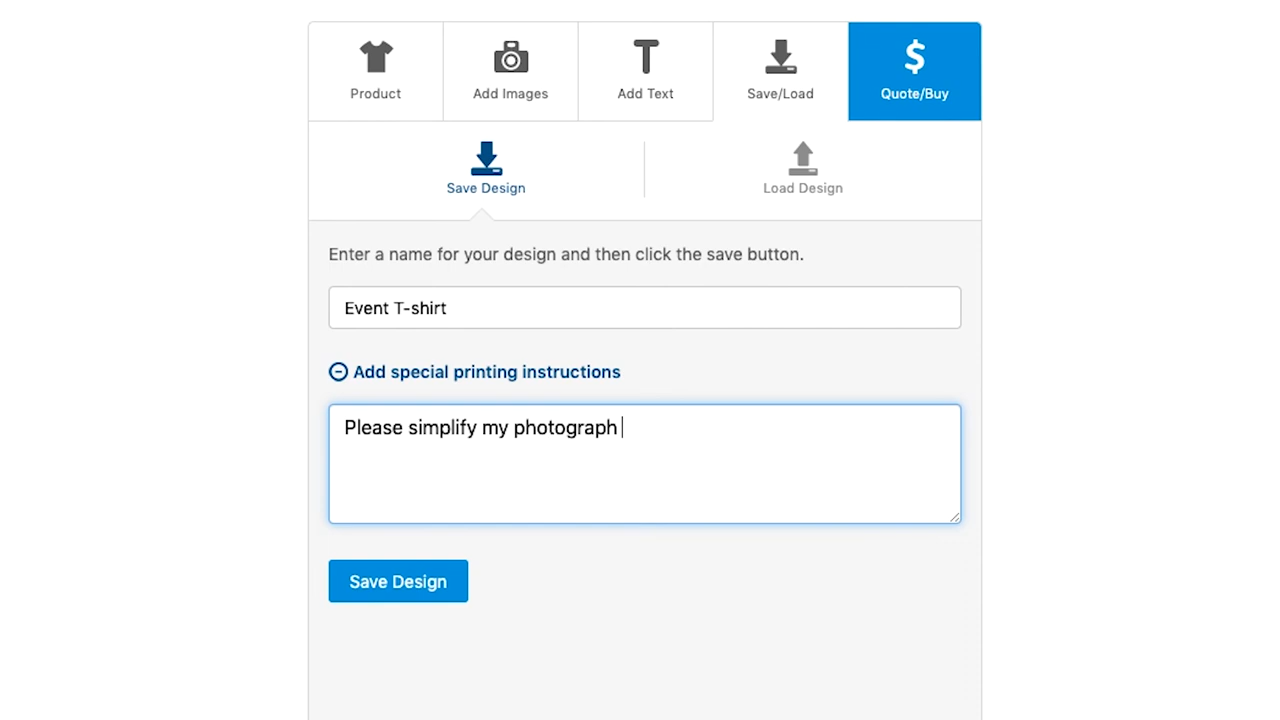 Product
Add Images
Add Text
Save/Load
Quote/Buy
Save Design
Load Design
Enter a name for your design and then click the save button.
Event T-shirt
Add special printing instructions
Please simplify my photograph
Save Design